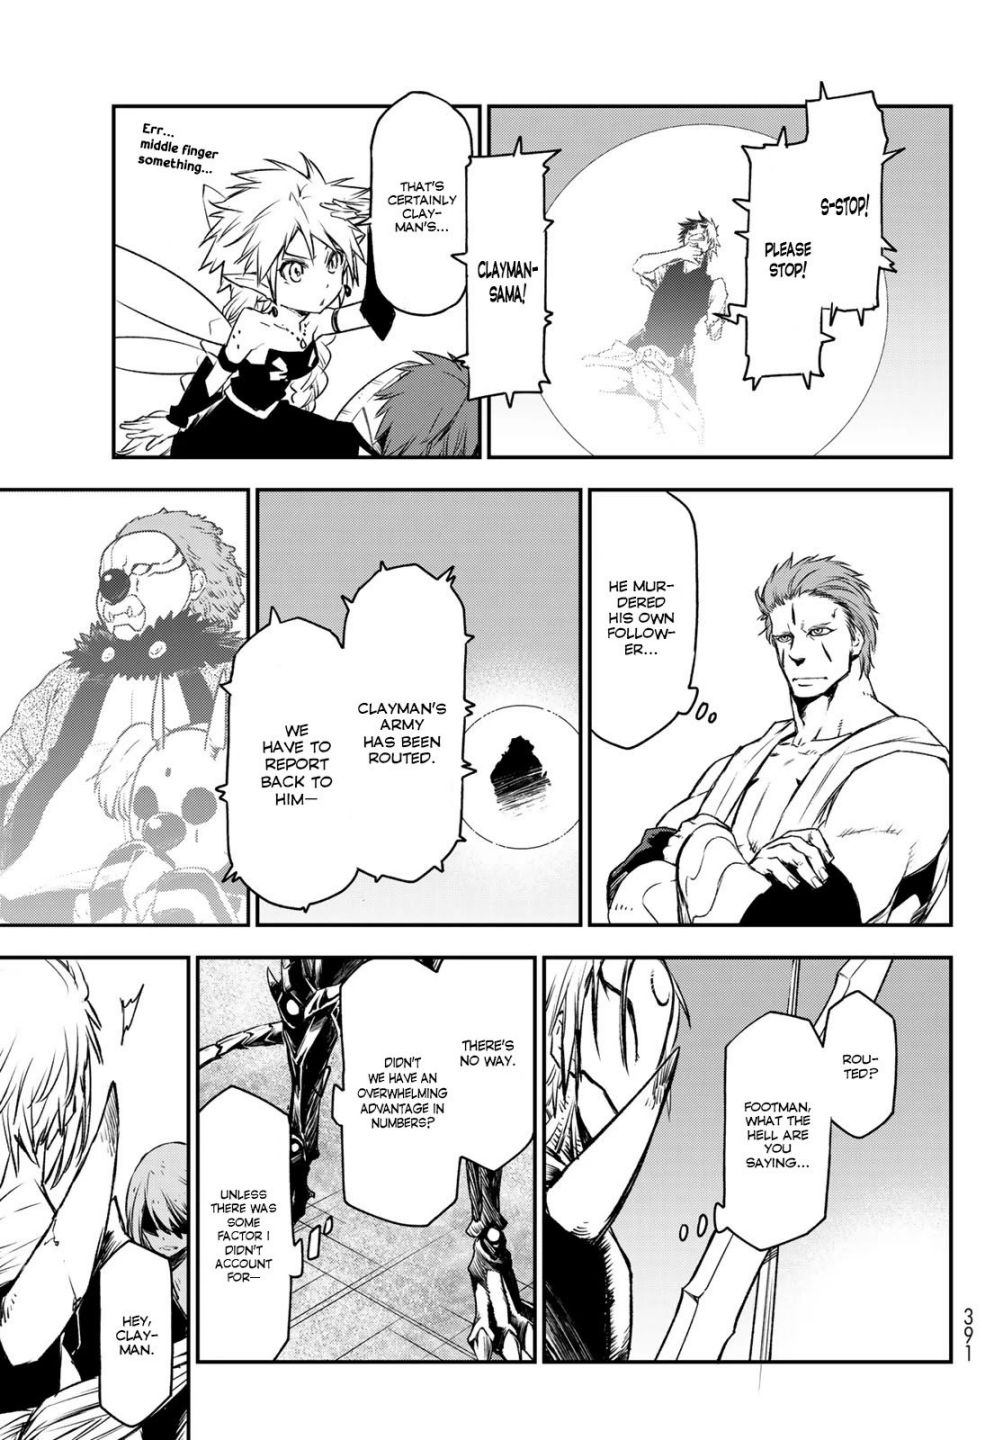 S-STOP!
PLEASE
STOP!
CLAYMAN-
SAMA!
THAT'S
CERTAINLY
CLAY-
MAN'S...
Err...
middle finger
something...
HE MUR-
DERED
HIS OWN
FOLLOW-
ER...
CLAYMAN'S
ARMY
HAS BEEN
ROUTED.
WE
HAVE TO
REPORT
BACK TO
HIM—
ROU-
TED?
FOOTMAN,
WHAT THE
HELL ARE
YOU
SAYING...
THERE'S
NO WAY.
DIDN'T
WE HAVE AN
OVERWHELMING
ADVANTAGE IN
NUMBERS?
UNLESS
THERE WAS
SOME
FACTOR I
DIDN'T
ACCOUNT
FOR—
HEY,
CLAY-
MAN.
391